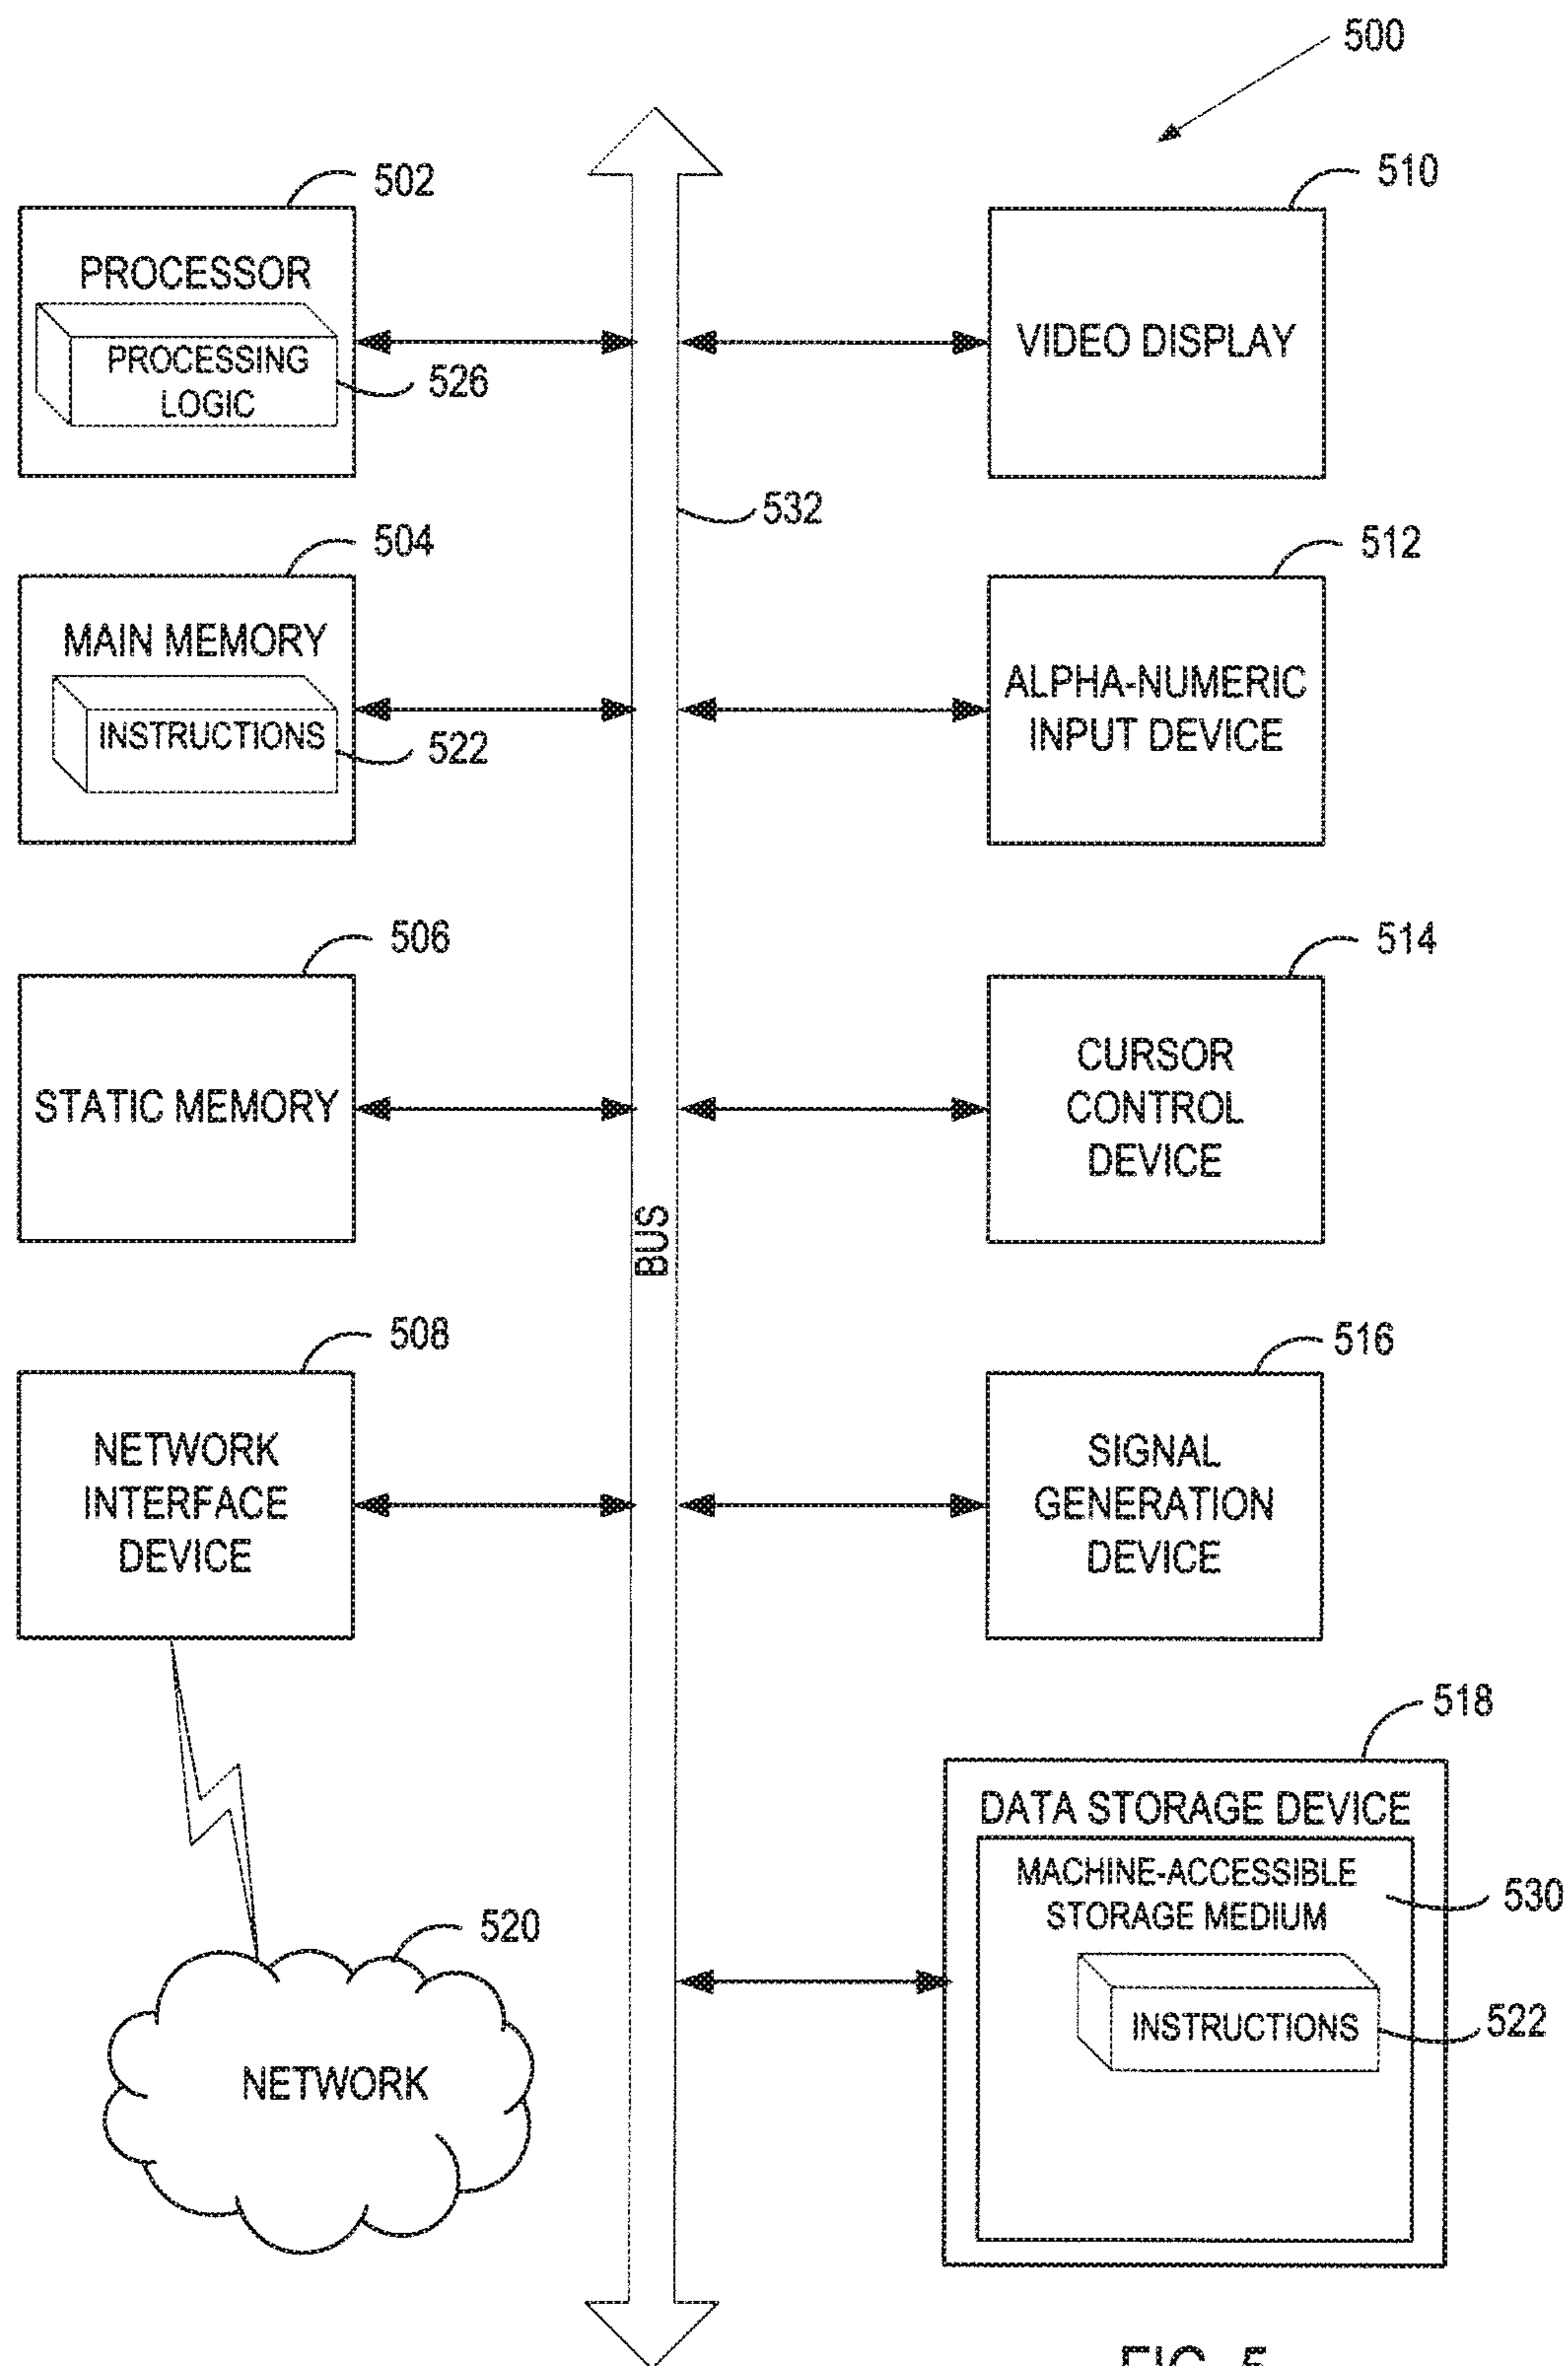 500
502
PROCESSOR
PROCESSING
LOGIC
526
510
VIDEO DISPLAY
532
504
MAIN MEMORY
INSTRUCTIONS
522
512
ALPHA-NUMERIC
INPUT DEVICE
506
STATIC MEMORY
514
CURSOR
CONTROL
DEVICE
BUS
508
NETWORK
INTERFACE
DEVICE
516
SIGNAL
GENERATION
DEVICE
518
DATA STORAGE DEVICE
MACHINE-ACCESSIBLE
STORAGE MEDIUM
530
INSTRUCTIONS
522
520
NETWORK
FIG. 5